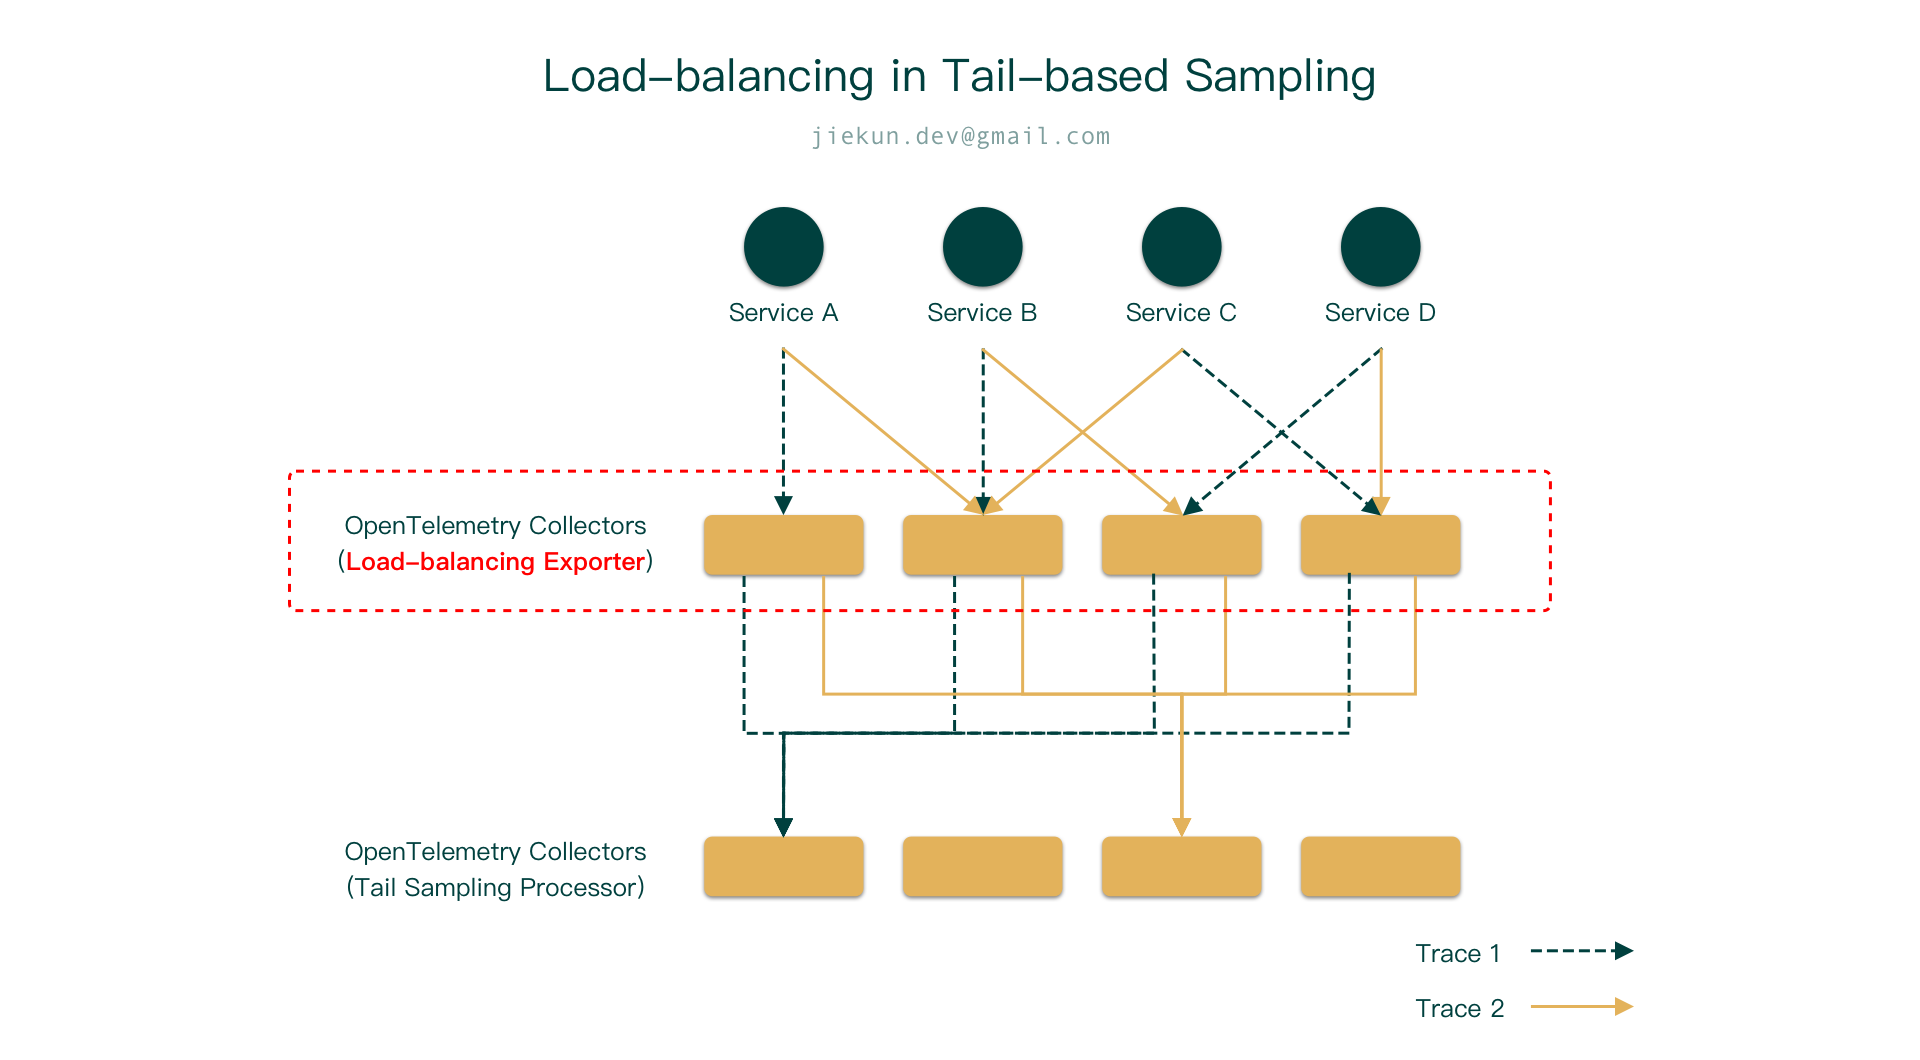 Load-balancing in Tail-based Sampling
jiekun.dev@gmail.com
Service A
Service B
Service C
Service D
OpenTelemetry Collectors
(Load-balancing Exporter)
OpenTelemetry Collectors
(Tail Sampling Processor)
Trace 1
Trace 2